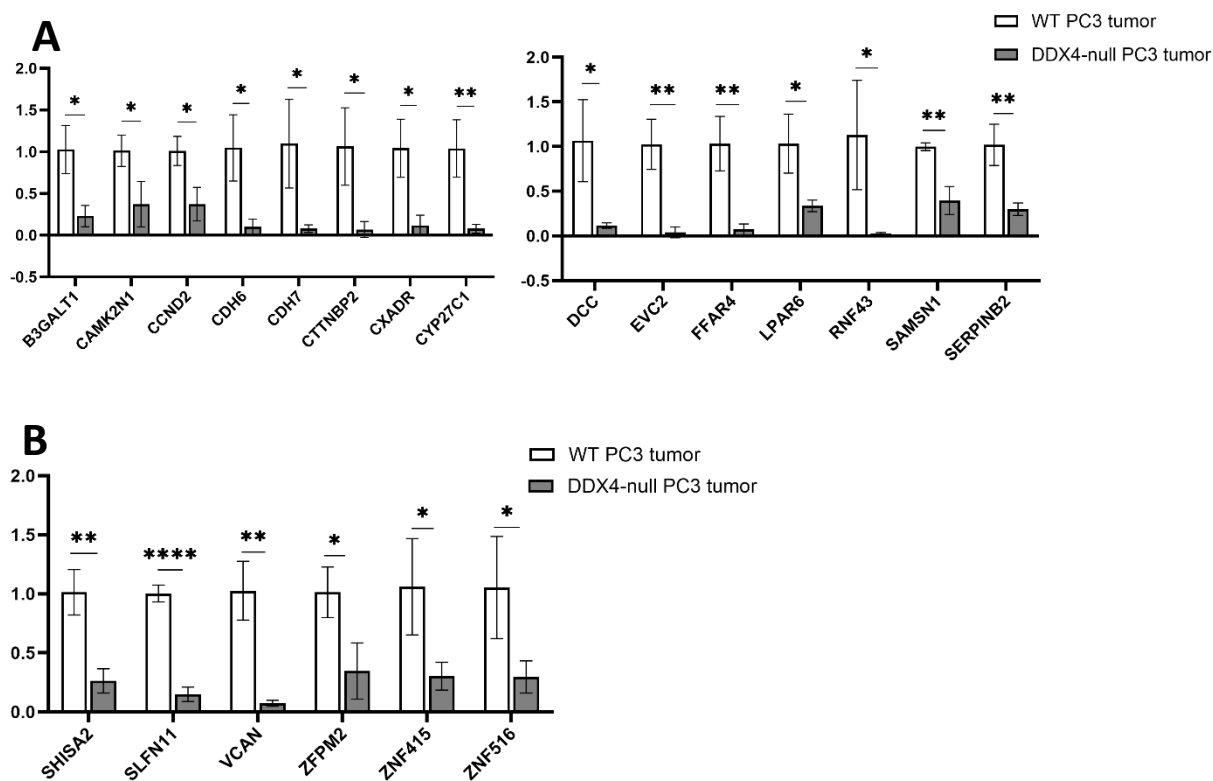 A
WT PC3 tumor
DDX4-null PC3 tumor
* * * * * * * **
2.0
1.5
1.0
0.5
0.0
-0.5
B3GALT1 CAMK2N1 CCND2 CDH6 CDH7 CTTNBP2 CXADR CYP27C1
* ** ** * * ** **
2.0
1.5
1.0
0.5
0.0
-0.5
DCC EVC2 FFAR4 LPAR6 RNF43 SAMSN1 SERPINB2
B
WT PC3 tumor
DDX4-null PC3 tumor
** **** ** * * *
2.0
1.5
1.0
0.5
0.0
SHISA2 SLFN11 VCAN ZFPM2 ZNF415 ZNF516